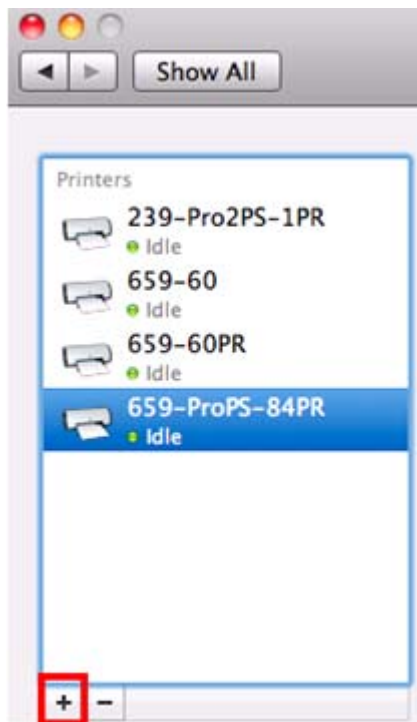 Show All
Printers
239-Pro2PS-1PR
Idle
659-60
Idle
659-60PR
Idle
659-ProPS-84PR
Idle
+ −